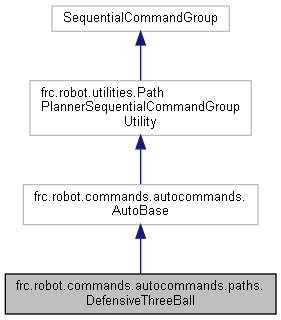 SequentialCommandGroup
frc.robot.utilities.Path
PlannerSequentialCommandGroup
Utility
frc.robot.commands.autocommands.
AutoBase
frc.robot.commands.autocommands.paths.
DefensiveThreeBall